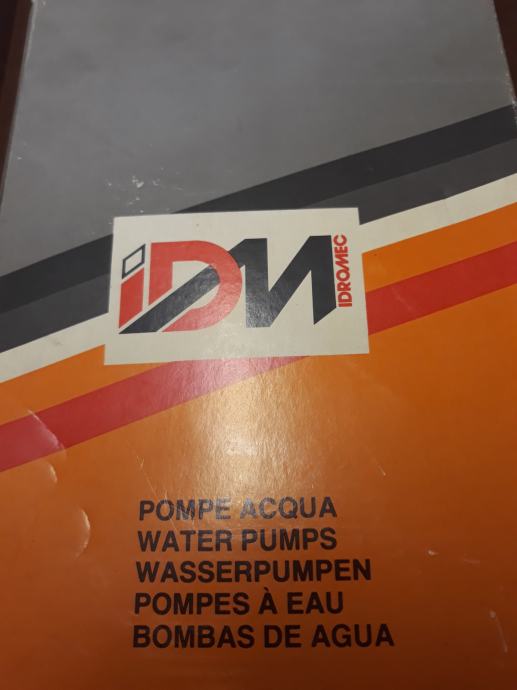 iDM
IDROMEC
POMPE ACQUA
WATER PUMPS
WASSERPUMPEN
POMPES À EAU
BOMBAS DE AGUA